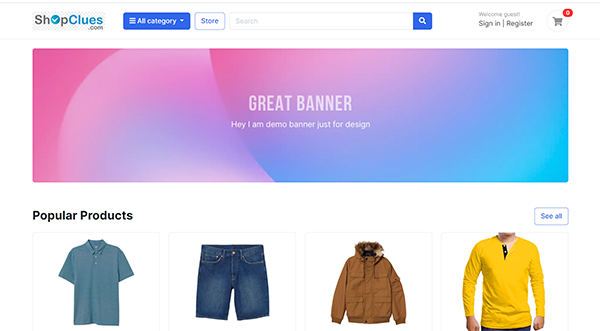 ShopClues
.com
All category
Store
Search
Welcome guest!
Sign in | Register
0
GREAT BANNER
Hey I am demo banner just for design
Popular Products
See all